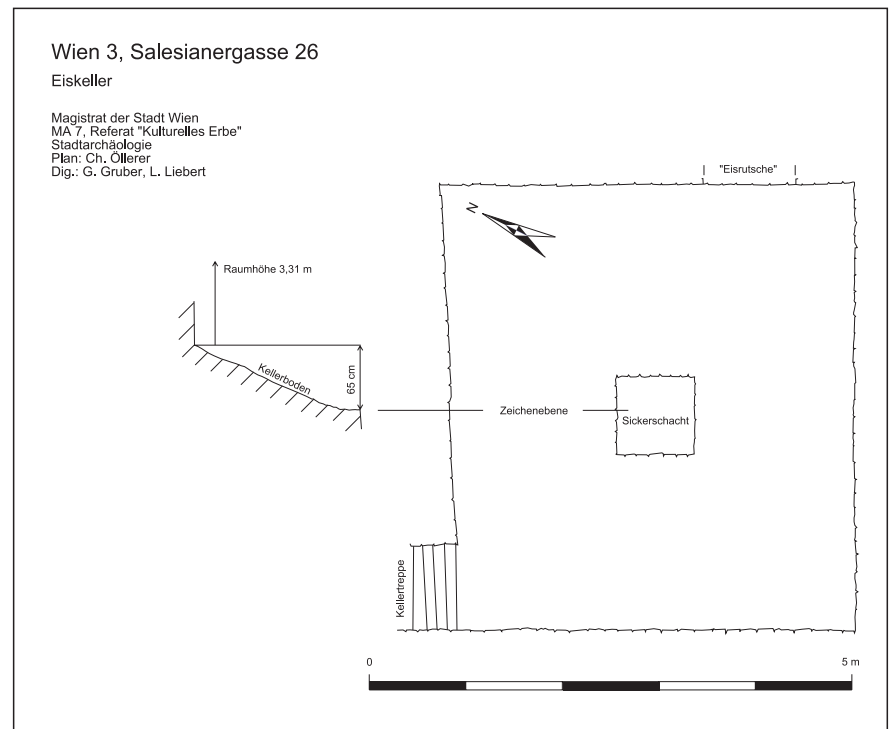 Wien 3, Salesianergasse 26
Eiskeller
Magistrat der Stadt Wien
MA 7, Referat "Kulturelles Erbe"
Stadtarchäologie
Plan: Ch. Öllerer
Dig.: G. Gruber, L. Liebert
"Eisrutsche"
N
Raumhöhe 3,31 m
Kellerboden
65 cm
Zeichenebene
Sickerschacht
Kellertreppe
0
5 m